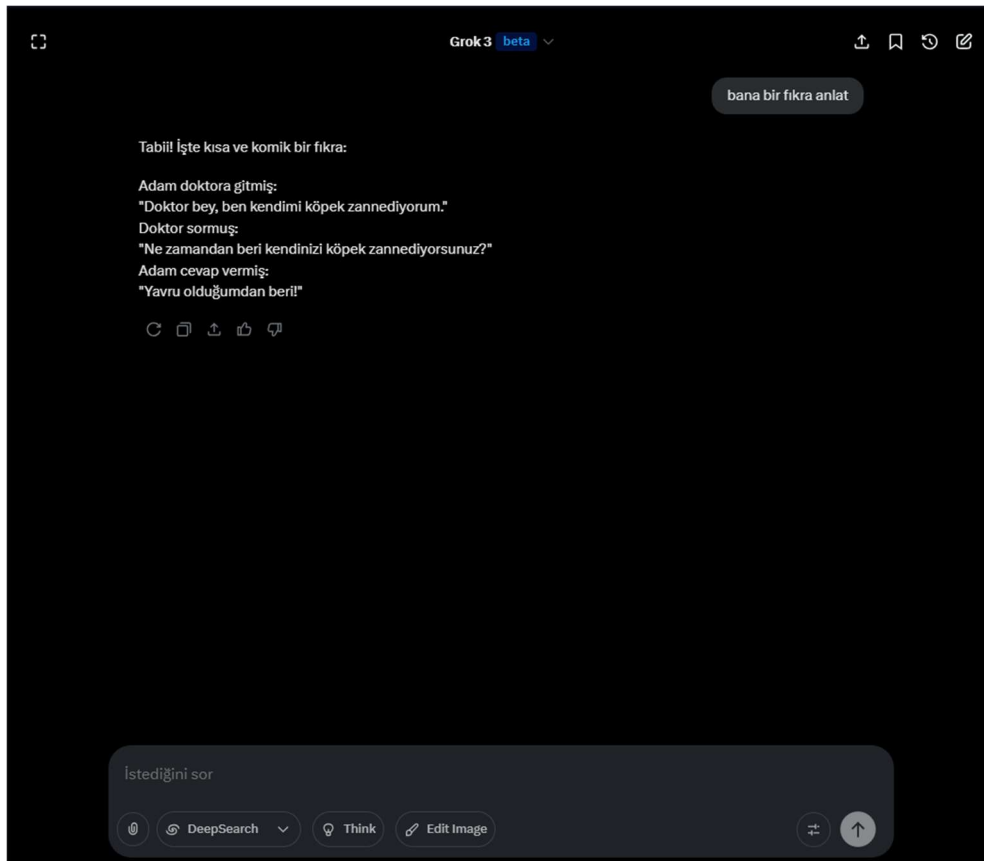 Grok 3 beta
bana bir fıkra anlat
Tabii! İşte kısa ve komik bir fıkra:
Adam doktora gitmiş:
"Doktor bey, ben kendimi köpek zannediyorum."
Doktor sormuş:
"Ne zamandan beri kendinizi köpek zannediyorsunuz?"
Adam cevap vermiş:
"Yavru olduğumdan beri!"
İstediğini sor
DeepSearch Think Edit Image